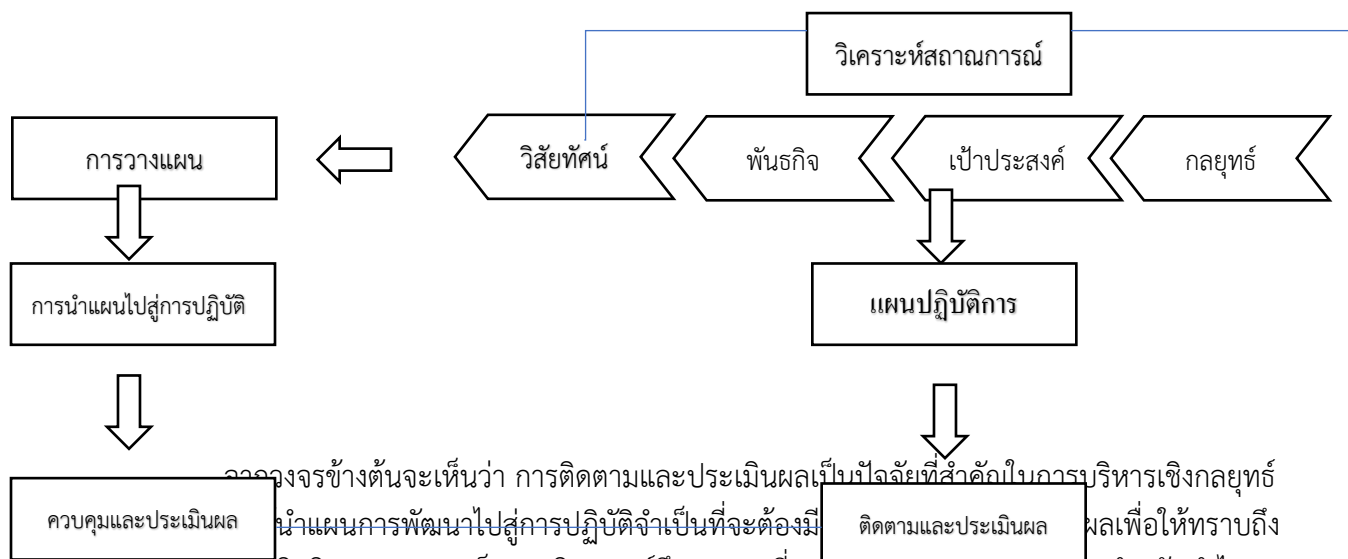 วิเคราะห์สถาณการณ์
การวางแผน
วิสัยทัศน์ พันธกิจ เป้าประสงค์ กลยุทธ์
การนำแผนไปสู่การปฏิบัติ
แผนปฏิบัติการ
วงจรข้างต้นจะเห็นว่า การติดตามและประเมินผลเป็นปัจจัยที่สำคัญในการบริหารเชิงกลยุทธ์
ควบคุมและประเมินผล
นำแผนการพัฒนาไปสู่การปฏิบัติจำเป็นที่จะต้องมี
ติดตามและประเมินผล
ผลเพื่อให้ทราบถึง